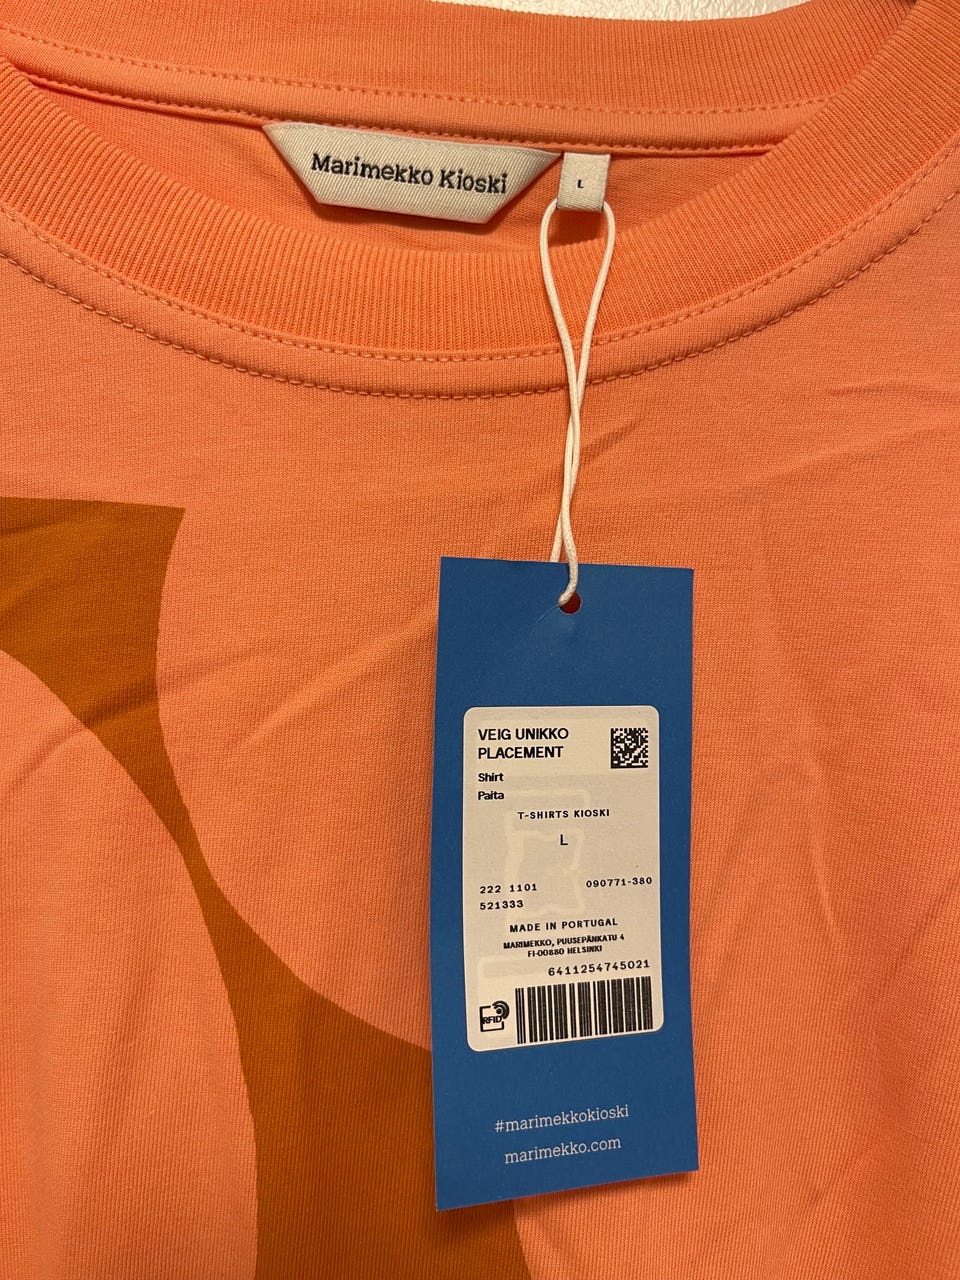 Marimekko Kioski
L
VEIG UNIKKO
PLACEMENT
Shirt
Paita
T-SHIRTS KIOSKI
L
222 1101
090771-380
521333
MADE IN PORTUGAL
MARIMEKKO, PUUSEPÄNKATU 4
FI-00880 HELSINKI
6411254745021
RFID
#marimekkokioski
marimekko.com